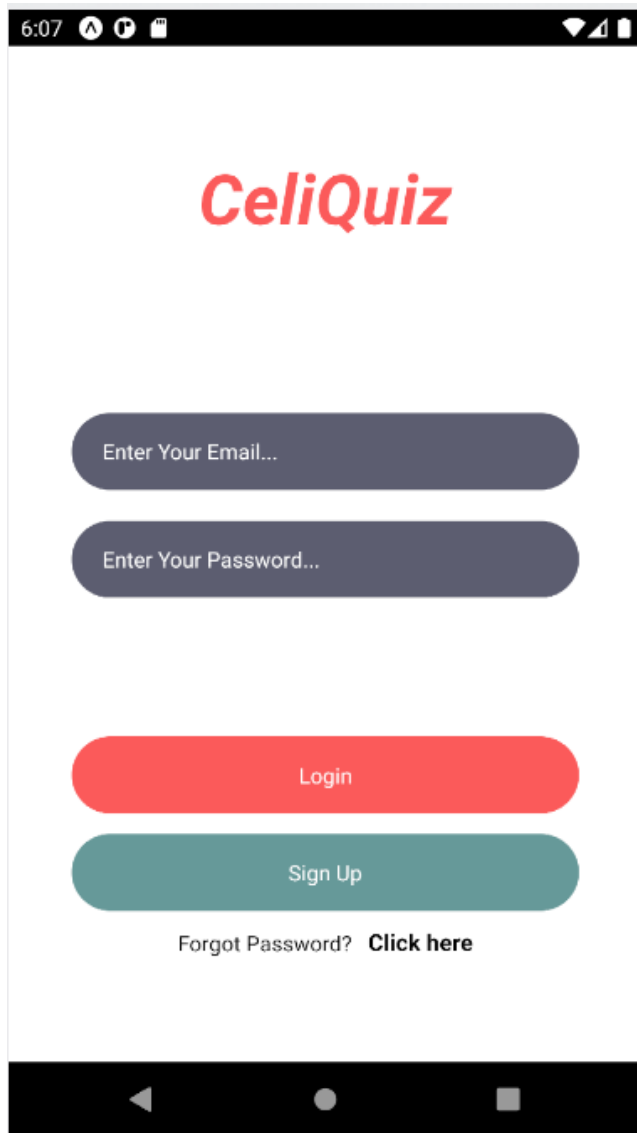 6:07
CeliQuiz
Enter Your Email...
Enter Your Password...
Login
Sign Up
Forgot Password? Click here